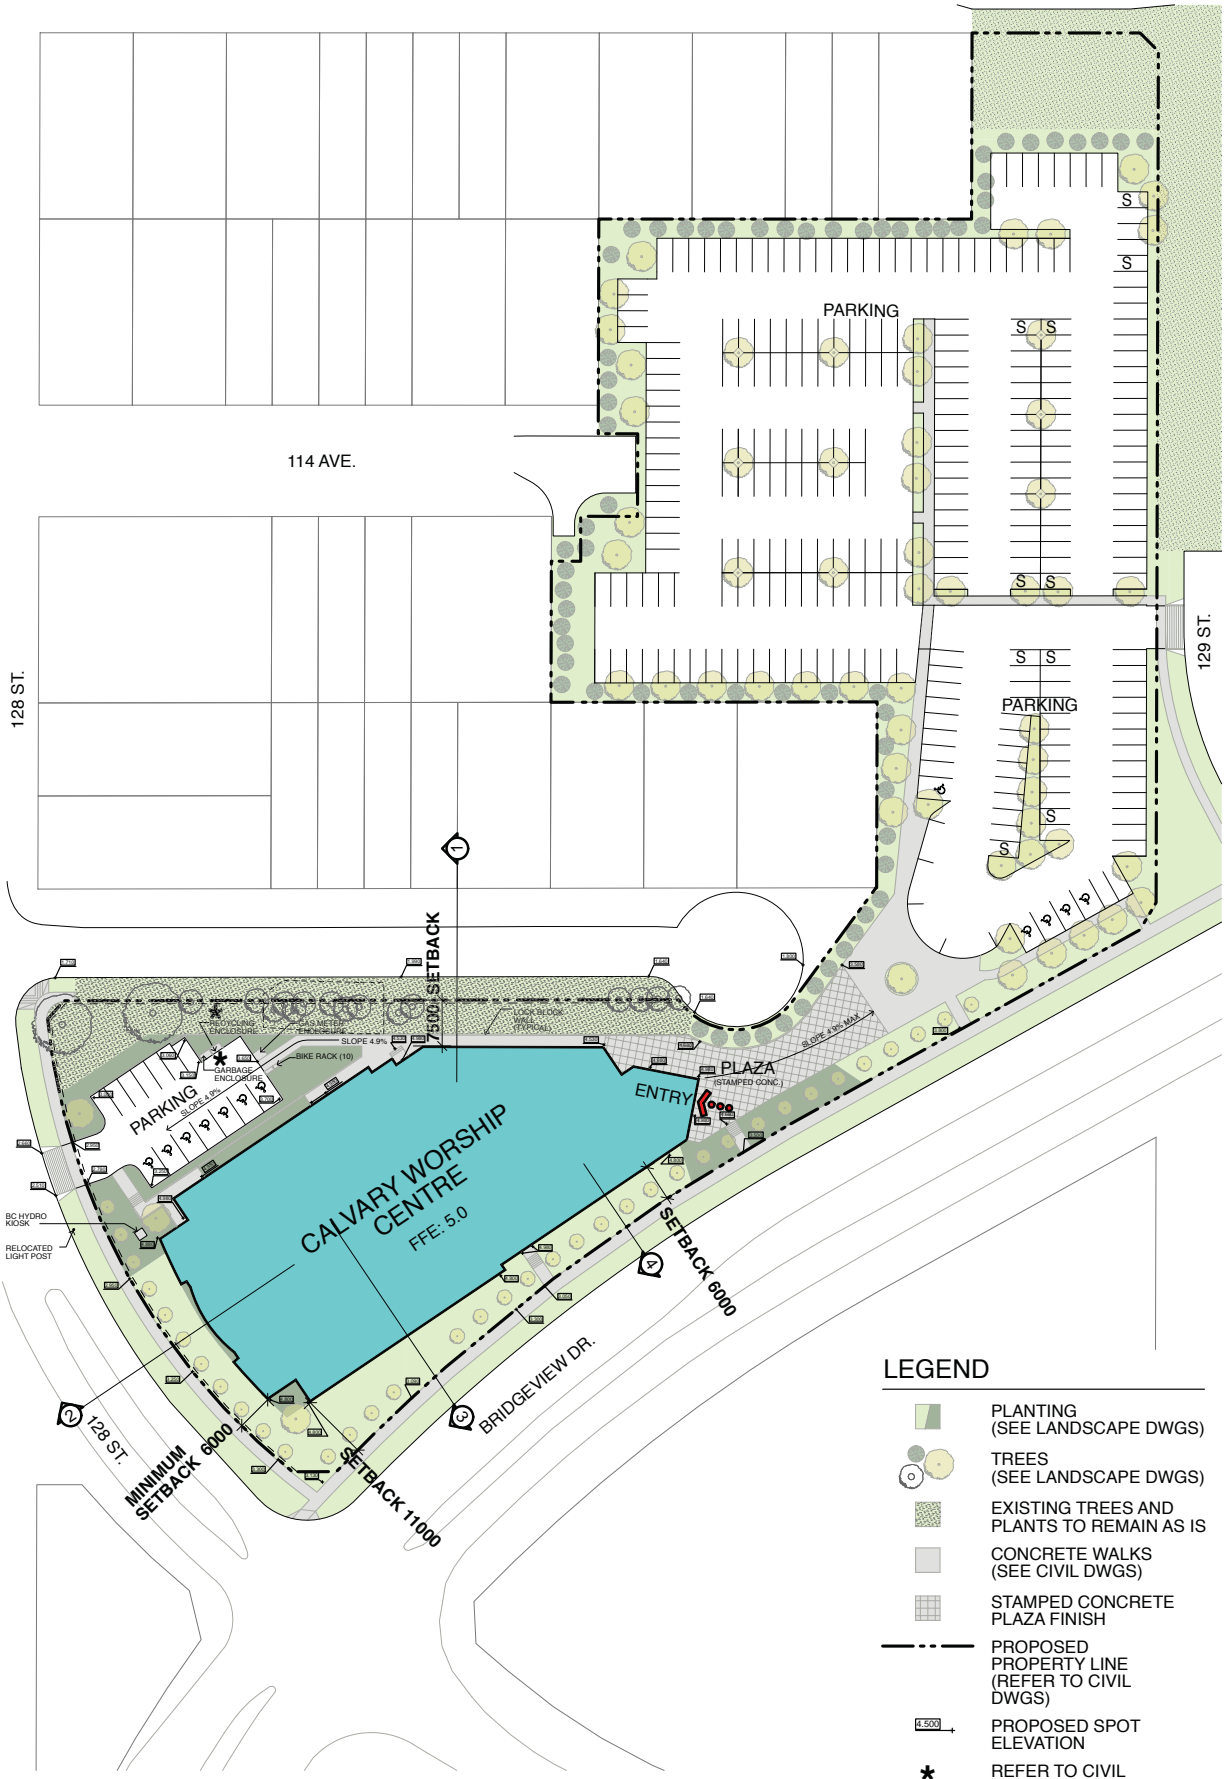 PARKING
S
S
S S
114 AVE.
S S
128 ST.
129 ST.
S S
PARKING
S
S
1
7500 SETBACK
RECYCLING
ENCLOSURE
GAS METER
ENCLOSURE
SLOPE 4.9%
LOCK BLOCK
WALL
(TYPICAL)
BIKE RACK (10)
GARBAGE
ENCLOSURE
PARKING
SLOPE 4.9%
SLOPE 4.9% MAX
PLAZA
(STAMPED CONC.)
ENTRY
CALVARY WORSHIP
CENTRE
FFE: 5.0
BC HYDRO
KIOSK
RELOCATED
LIGHT POST
SETBACK 6000
4
3
2
128 ST.
BRIDGEVIEW DR.
MINIMUM
SETBACK 6000
SETBACK 11000
LEGEND
PLANTING
(SEE LANDSCAPE DWGS)
TREES
(SEE LANDSCAPE DWGS)
EXISTING TREES AND
PLANTS TO REMAIN AS IS
CONCRETE WALKS
(SEE CIVIL DWGS)
STAMPED CONCRETE
PLAZA FINISH
PROPOSED
PROPERTY LINE
(REFER TO CIVIL
DWGS)
4.500
PROPOSED SPOT
ELEVATION
* REFER TO CIVIL